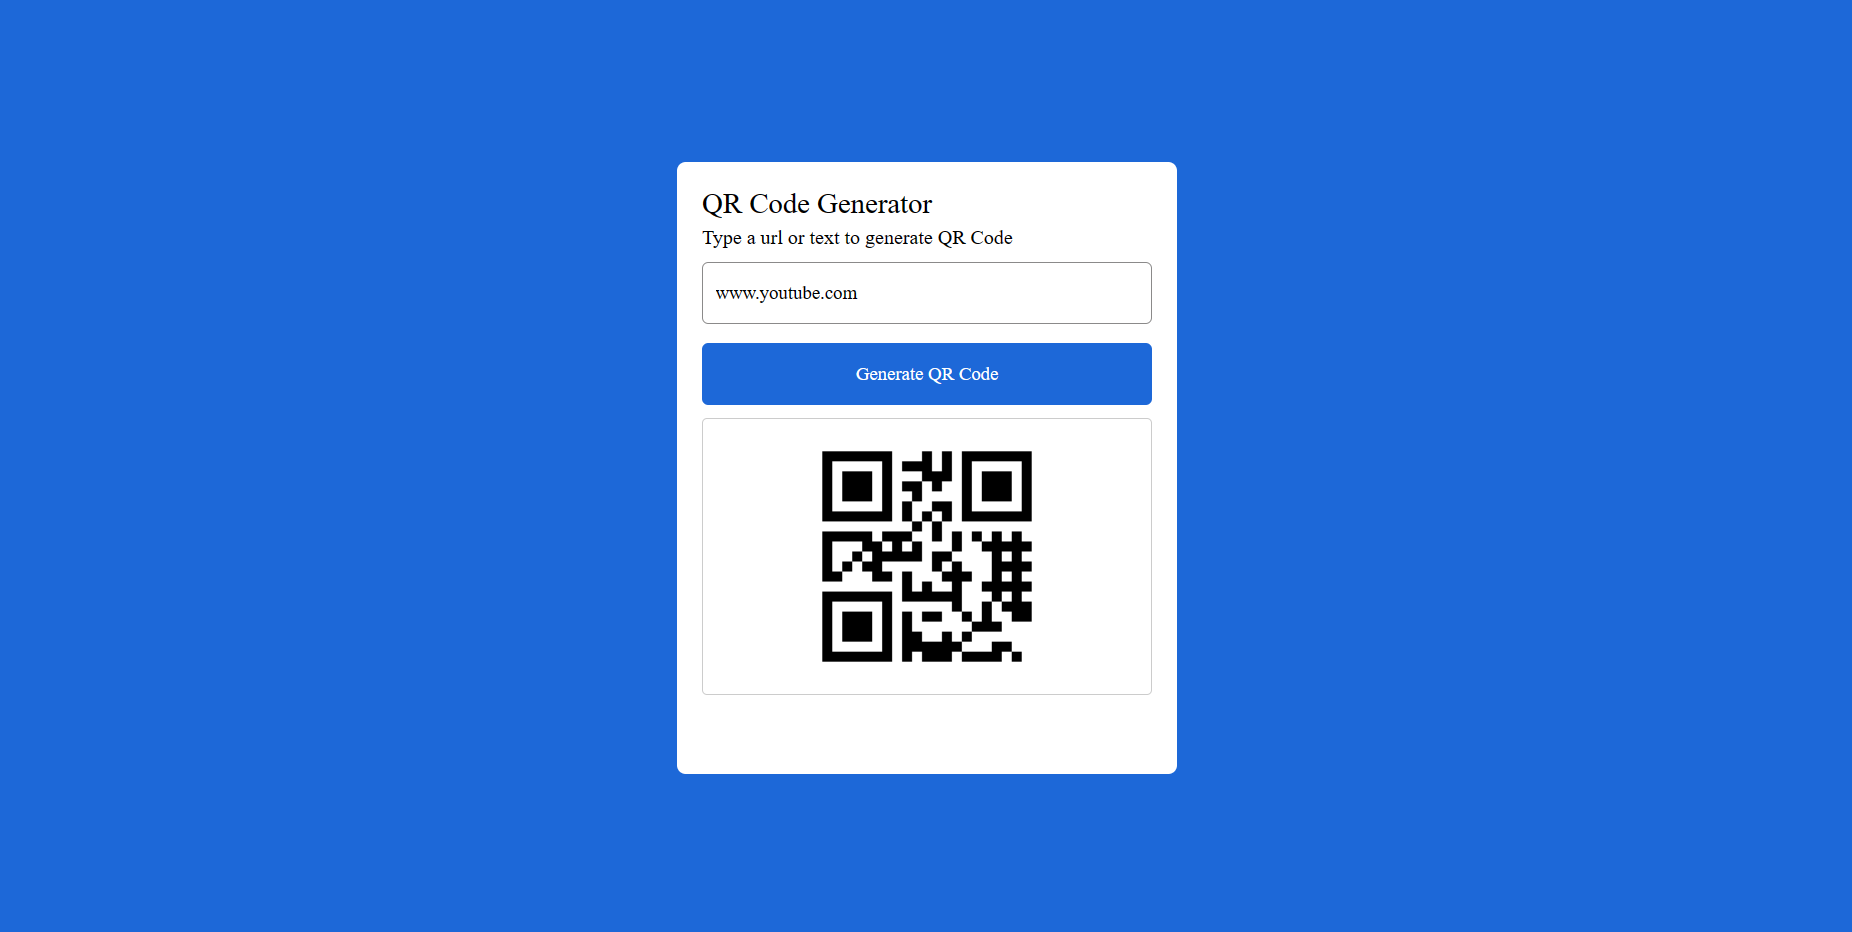 QR Code Generator
Type a url or text to generate QR Code
www.youtube.com
Generate QR Code